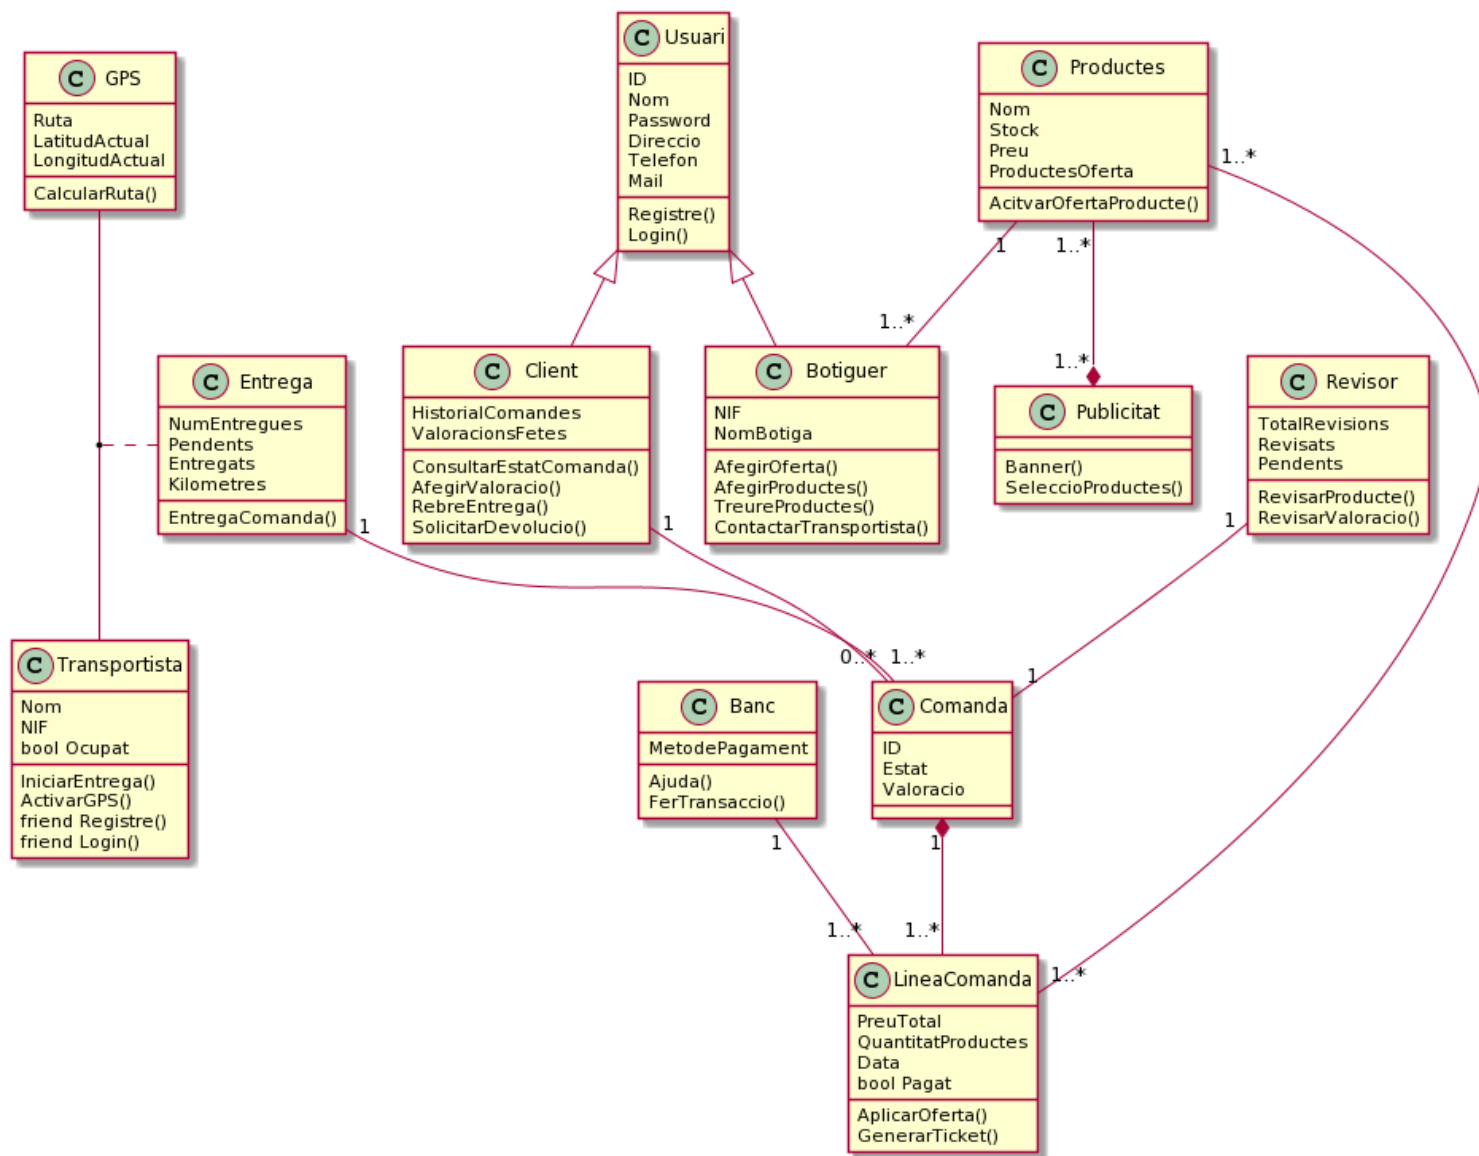 C GPS
Ruta
LatitudActual
LongitudActual
CalcularRuta()
C Usuari
ID
Nom
Password
Direccio
Telefon
Mail
Registre()
Login()
C Productes
Nom
Stock
Preu
ProductesOferta
AcitvarOfertaProducte()
1..*
1
1..*
1..*
1..*
C Entrega
NumEntregues
Pendents
Entregats
Kilometres
EntregaComanda()
1
C Client
HistorialComandes
ValoracionsFetes
ConsultarEstatComanda()
AfegirValoracio()
RebreEntrega()
SolicitarDevolucio()
1
C Botiguer
NIF
NomBotiga
AfegirOferta()
AfegirProductes()
TreureProductes()
ContactarTransportista()
C Publicitat
Banner()
SeleccioProductes()
C Revisor
TotalRevisions
Revisats
Pendents
RevisarProducte()
RevisarValoracio()
1
C Transportista
Nom
NIF
bool Ocupat
IniciarEntrega()
ActivarGPS()
friend Registre()
friend Login()
0..*
1..*
1
C Banc
MetodePagament
Ajuda()
FerTransaccio()
1
C Comanda
ID
Estat
Valoracio
1
1..*
1..*
1..*
C LineaComanda
PreuTotal
QuantitatProductes
Data
bool Pagat
AplicarOferta()
GenerarTicket()